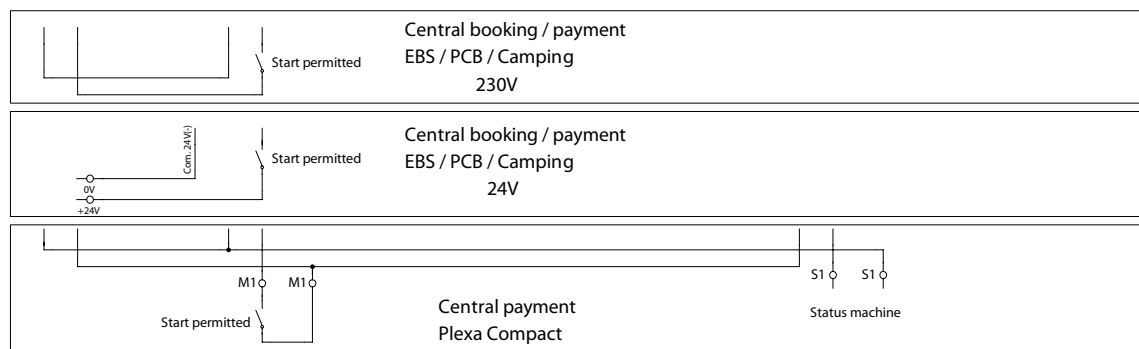 Central booking / payment
EBS / PCB / Camping
230V
Start permitted
Central booking / payment
EBS / PCB / Camping
24V
Com. 24V(-)
Start permitted
0V
+24V
M1
M1
S1
S1
Start permitted
Central payment
Plexa Compact
Status machine